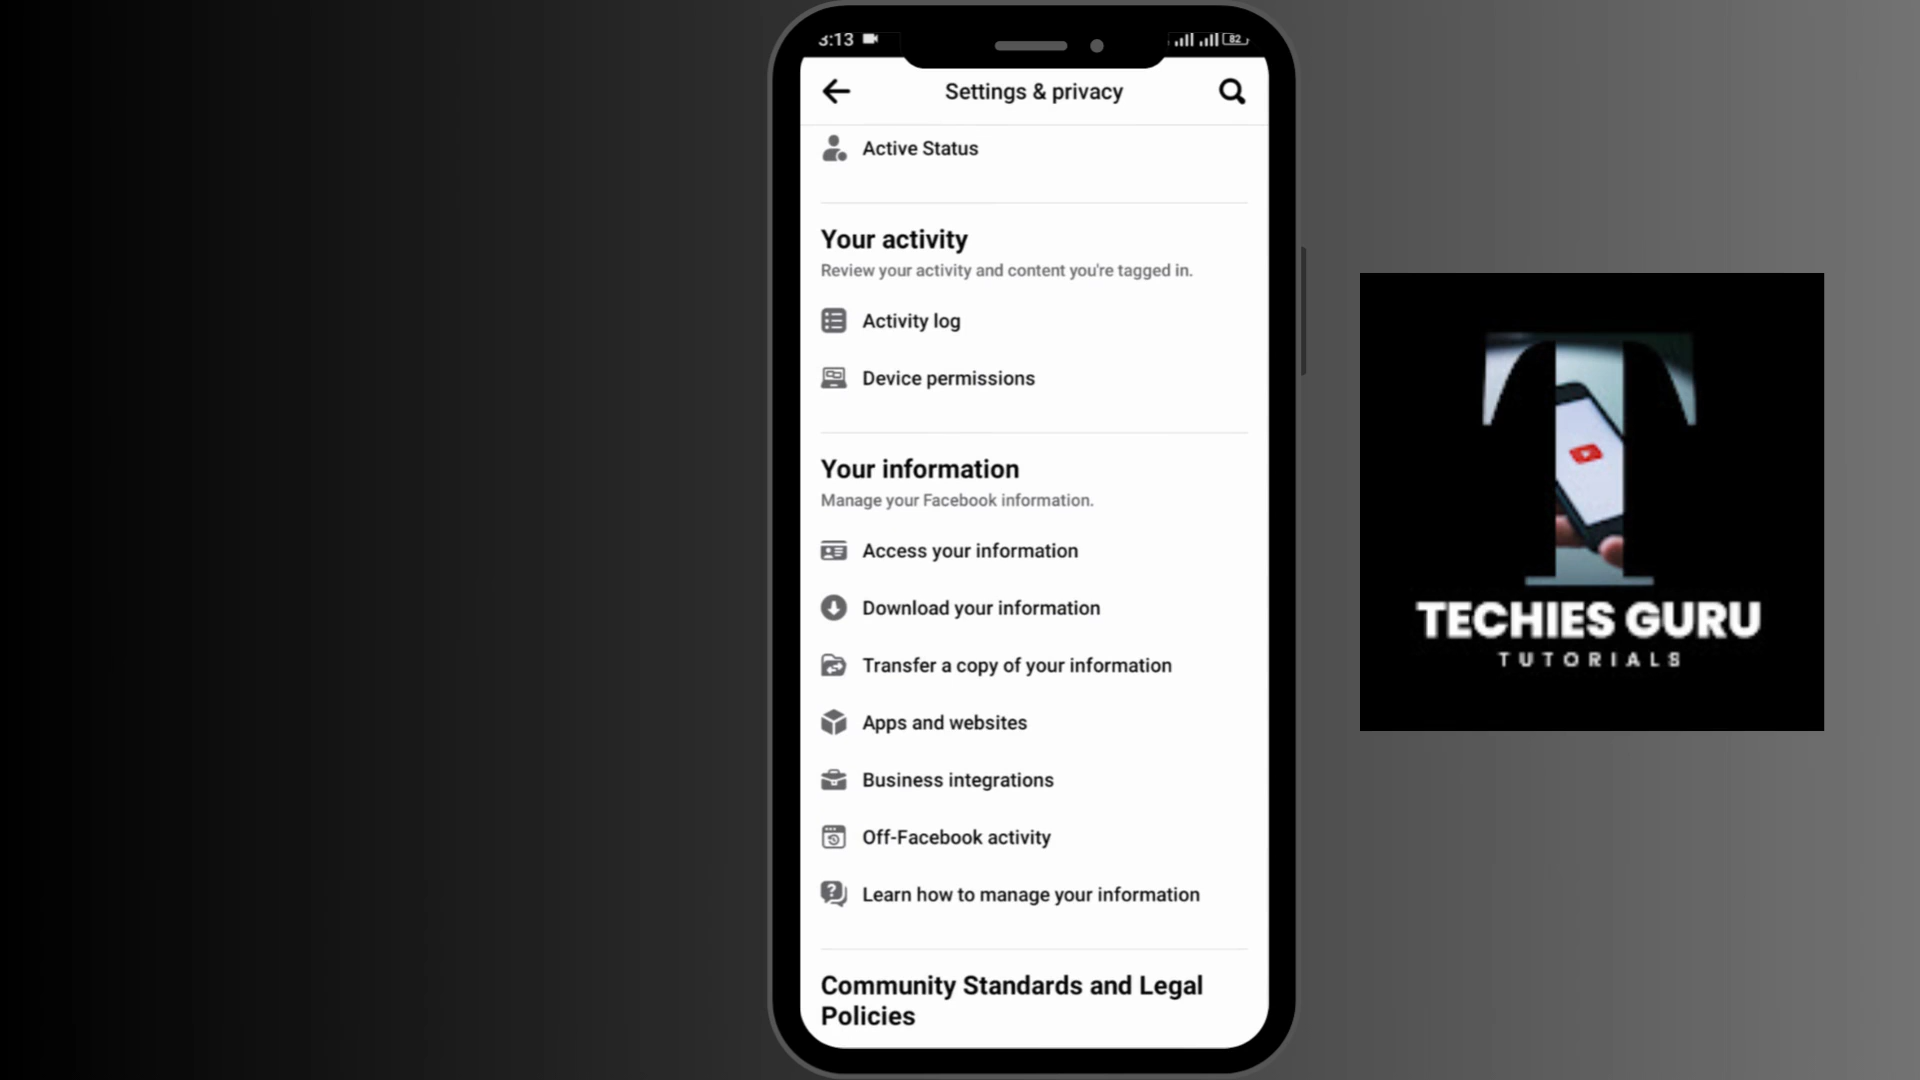 3:13
82
Settings & privacy
Active Status
Your activity
Review your activity and content you're tagged in.
Activity log
Device permissions
Your information
Manage your Facebook information.
Access your information
Download your information
Transfer a copy of your information
Apps and websites
Business integrations
Off-Facebook activity
Learn how to manage your information
Community Standards and Legal
Policies
T
TECHIES GURU
TUTORIALS